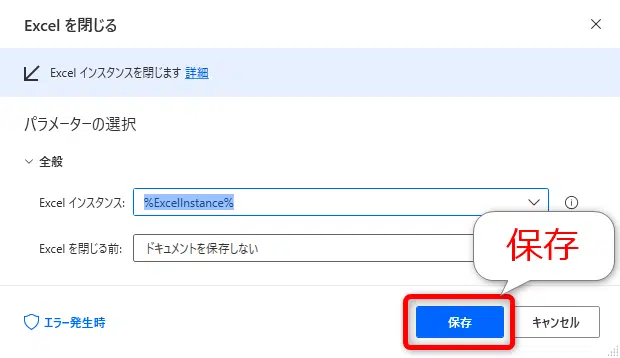 Excel を閉じる
Excel インスタンスを閉じます 詳細
パラメーターの選択
全般
Excel インスタンス: %ExcelInstance%
Excel を閉じる前: ドキュメントを保存しない
保存
エラー発生時 保存 キャンセル